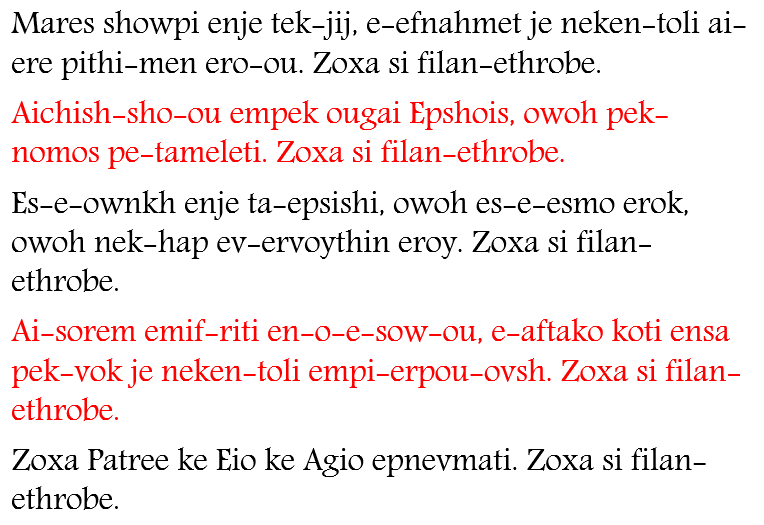 Mares showpi enje tek-jij, e-efnahmet je neken-toli ai-
ere pithi-men ero-ou. Zoxa si filan-ethrobe.
Aichish-sho-ou empek ougai Epshois, owoh pek-
nomos pe-tameleti. Zoxa si filan-ethrobe.
Es-e-ownkh enje ta-epsishi, owoh es-e-esmo erok,
owoh nek-hap ev-ervoythin eroy. Zoxa si filan-
ethrobe.
Ai-sorem emif-riti en-o-e-sow-ou, e-aftako koti ensa
pek-vok je neken-toli empi-erpou-ovsh. Zoxa si filan-
ethrobe.
Zoxa Patree ke Eio ke Agio epnevmati. Zoxa si filan-
ethrobe.